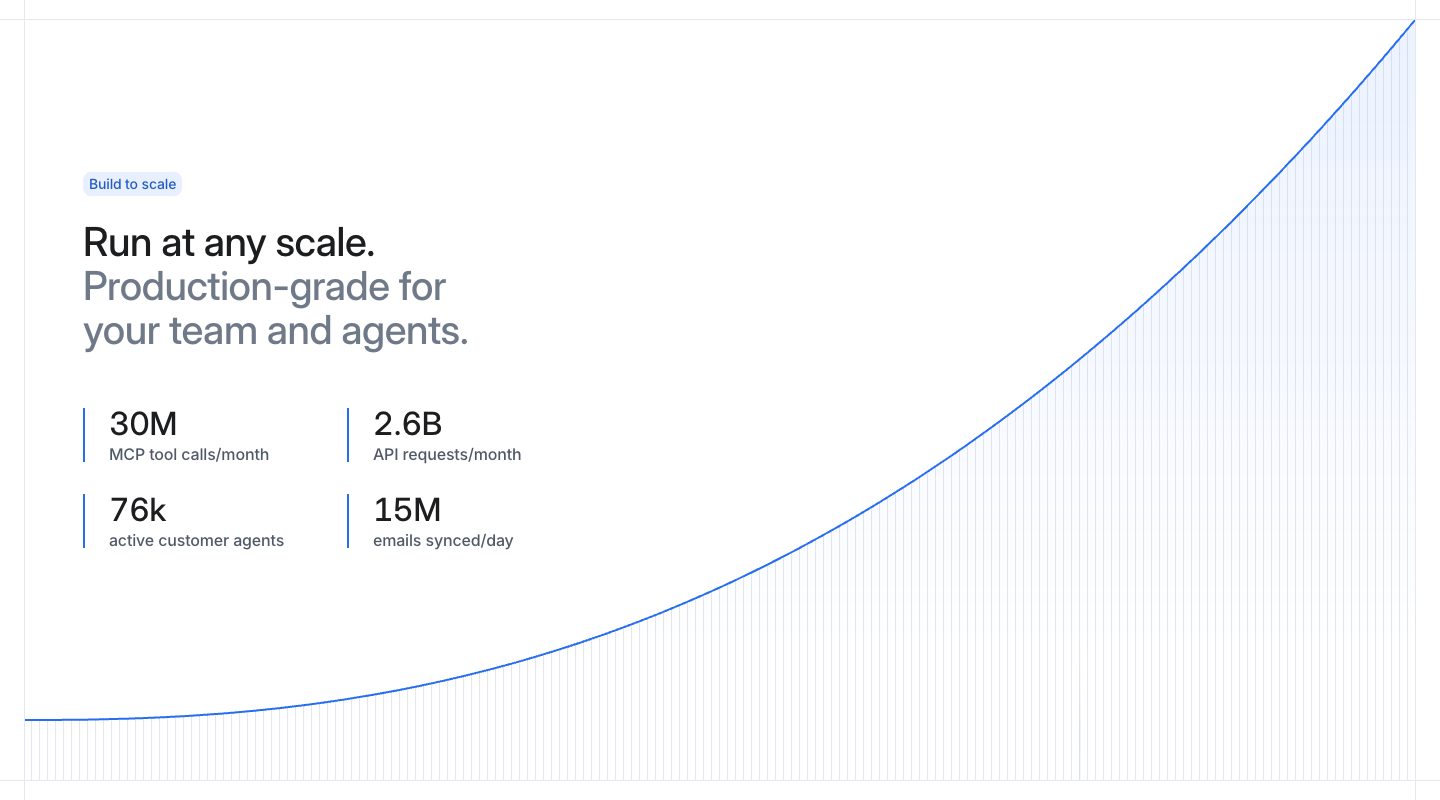 Build to scale
Run at any scale.
Production-grade for
your team and agents.
30M
MCP tool calls/month
2.6B
API requests/month
76k
active customer agents
15M
emails synced/day